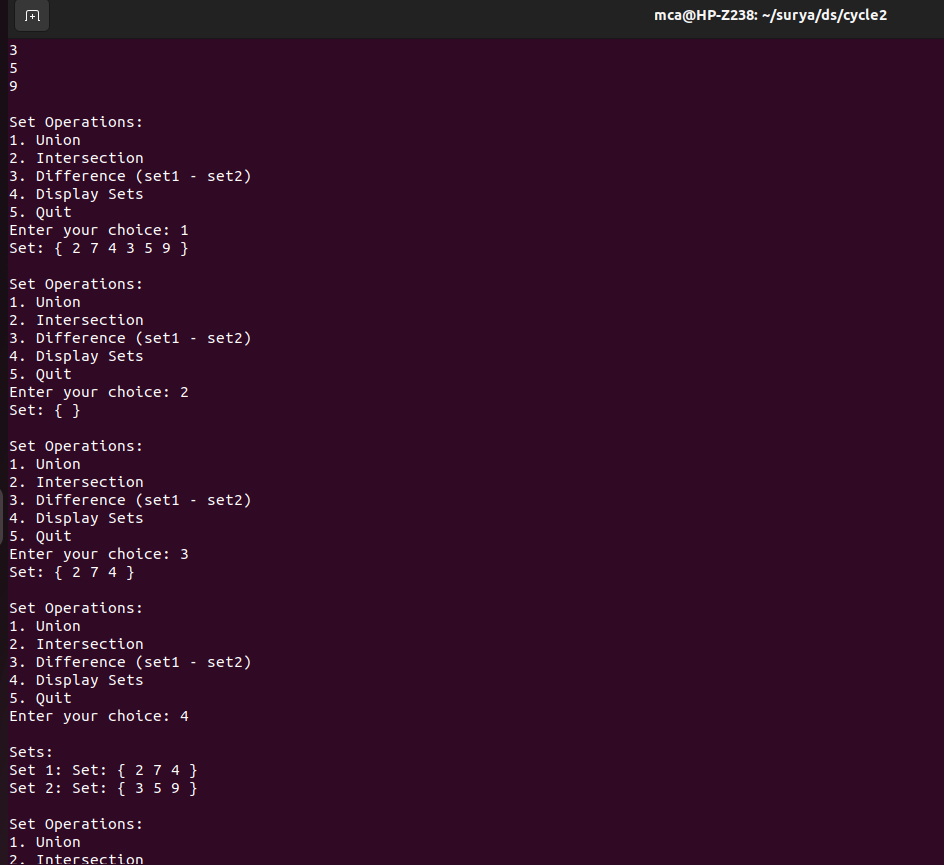 mca@HP-Z238: ~/surya/ds/cycle2
3
5
9
Set Operations:
1. Union
2. Intersection
3. Difference (set1 - set2)
4. Display Sets
5. Quit
Enter your choice: 1
Set: { 2 7 4 3 5 9 }
Set Operations:
1. Union
2. Intersection
3. Difference (set1 - set2)
4. Display Sets
5. Quit
Enter your choice: 2
Set: { }
Set Operations:
1. Union
2. Intersection
3. Difference (set1 - set2)
4. Display Sets
5. Quit
Enter your choice: 3
Set: { 2 7 4 }
Set Operations:
1. Union
2. Intersection
3. Difference (set1 - set2)
4. Display Sets
5. Quit
Enter your choice: 4
Sets:
Set 1: Set: { 2 7 4 }
Set 2: Set: { 3 5 9 }
Set Operations:
1. Union
2. Intersection